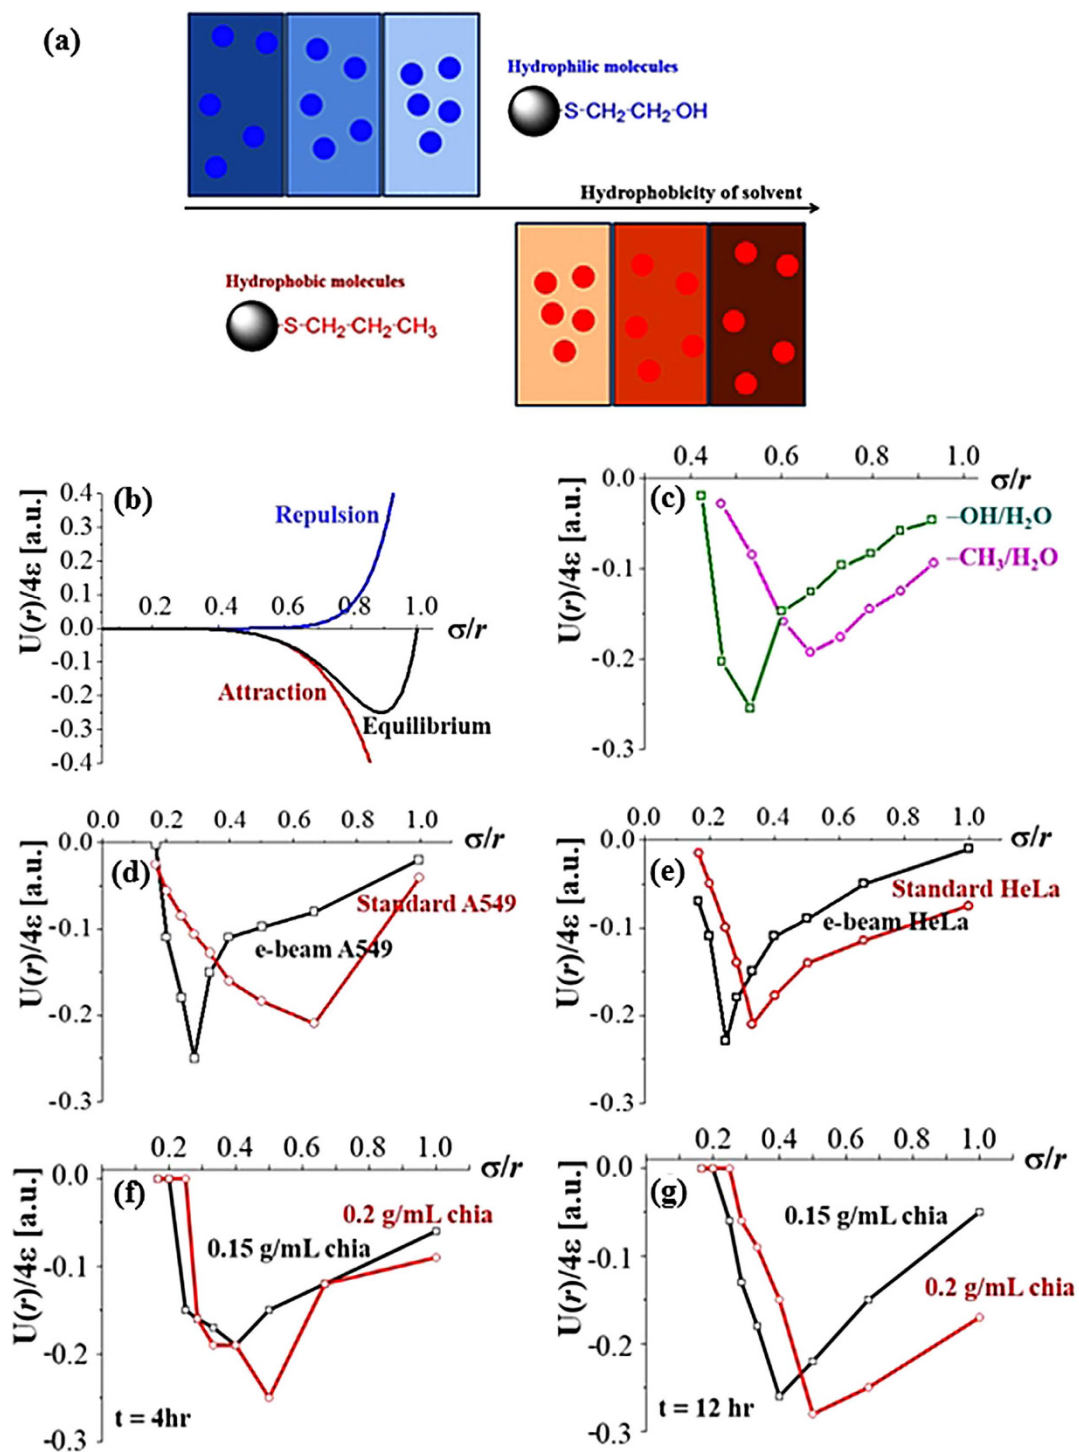 (a)
Hydrophilic molecules
S-CH2-CH2-OH
Hydrophobicity of solvent
Hydrophobic molecules
S-CH2-CH2-CH3
(b)
U(r)/4ε [a.u.]
0.4
0.3
0.2
0.1
0.0
-0.1
-0.2
-0.3
-0.4
0.2 0.4 0.6 0.8 1.0
σ/r
Repulsion
Attraction
Equilibrium
(c)
0.4 0.6 0.8 1.0
σ/r
U(r)/4ε [a.u.]
0.0
-0.1
-0.2
-0.3
–OH/H2O
–CH3/H2O
(d)
0.0 0.2 0.4 0.6 0.8 1.0
σ/r
U(r)/4ε [a.u.]
0.0
-0.1
-0.2
-0.3
Standard A549
e-beam A549
(e)
0.0 0.2 0.4 0.6 0.8 1.0
σ/r
U(r)/4ε [a.u.]
0.0
-0.1
-0.2
-0.3
Standard HeLa
e-beam HeLa
(f)
0.2 0.4 0.6 0.8 1.0
σ/r
U(r)/4ε [a.u.]
0.0
-0.1
-0.2
-0.3
0.2 g/mL chia
0.15 g/mL chia
t = 4hr
(g)
0.2 0.4 0.6 0.8 1.0
σ/r
U(r)/4ε [a.u.]
0.0
-0.1
-0.2
-0.3
0.15 g/mL chia
0.2 g/mL chia
t = 12 hr